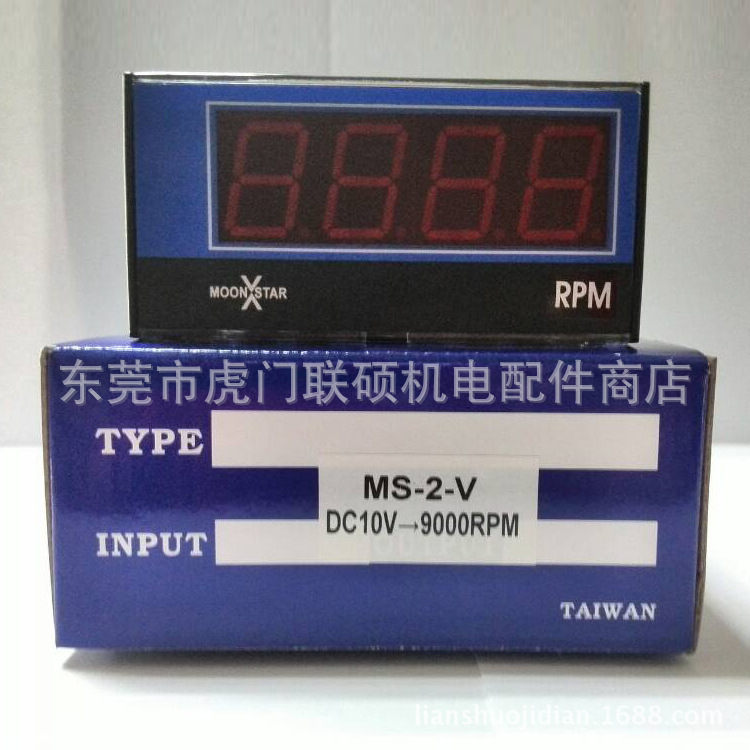 MOON X STAR
RPM
东莞市虎门联硕机电配件商店
TYPE
MS-2-V
DC10V→9000RPM
INPUT
TAIWAN
lianshuojidian.1688.com